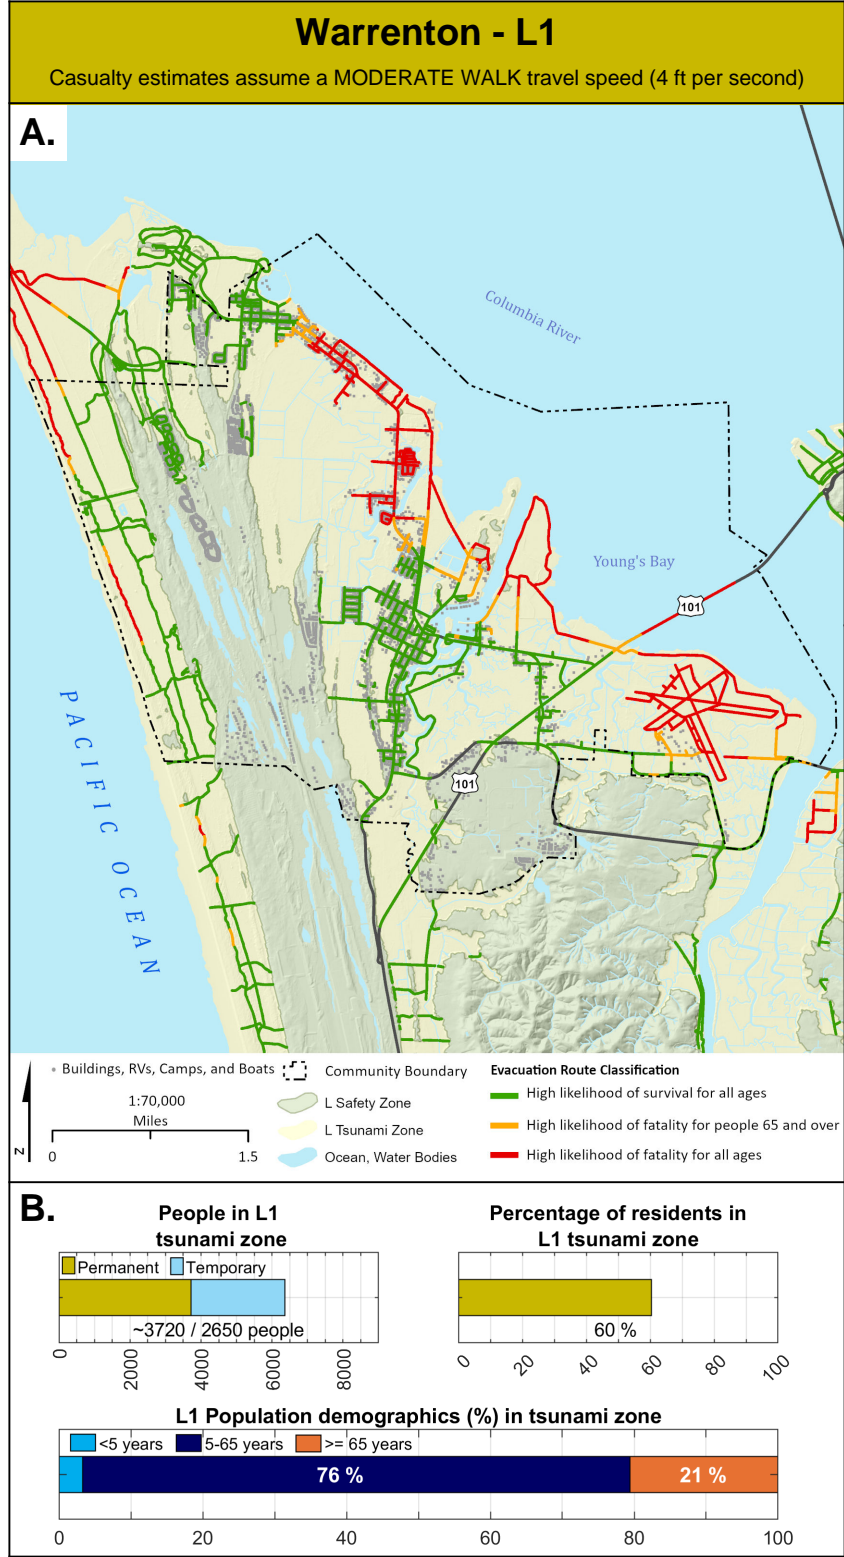 Warrenton - L1
Casualty estimates assume a MODERATE WALK travel speed (4 ft per second)
A.
Columbia River
Young's Bay
101
101
PACIFIC OCEAN
Buildings, RVs, Camps, and Boats
1:70,000
Miles
0 1.5
N
Community Boundary
L Safety Zone
L Tsunami Zone
Ocean, Water Bodies
Evacuation Route Classification
High likelihood of survival for all ages
High likelihood of fatality for people 65 and over
High likelihood of fatality for all ages
B.
People in L1
tsunami zone
Permanent Temporary
~3720 / 2650 people
0 2000 4000 6000 8000
Percentage of residents in
L1 tsunami zone
60 %
0 20 40 60 80 100
L1 Population demographics (%) in tsunami zone
<5 years 5-65 years >= 65 years
76 % 21 %
0 20 40 60 80 100